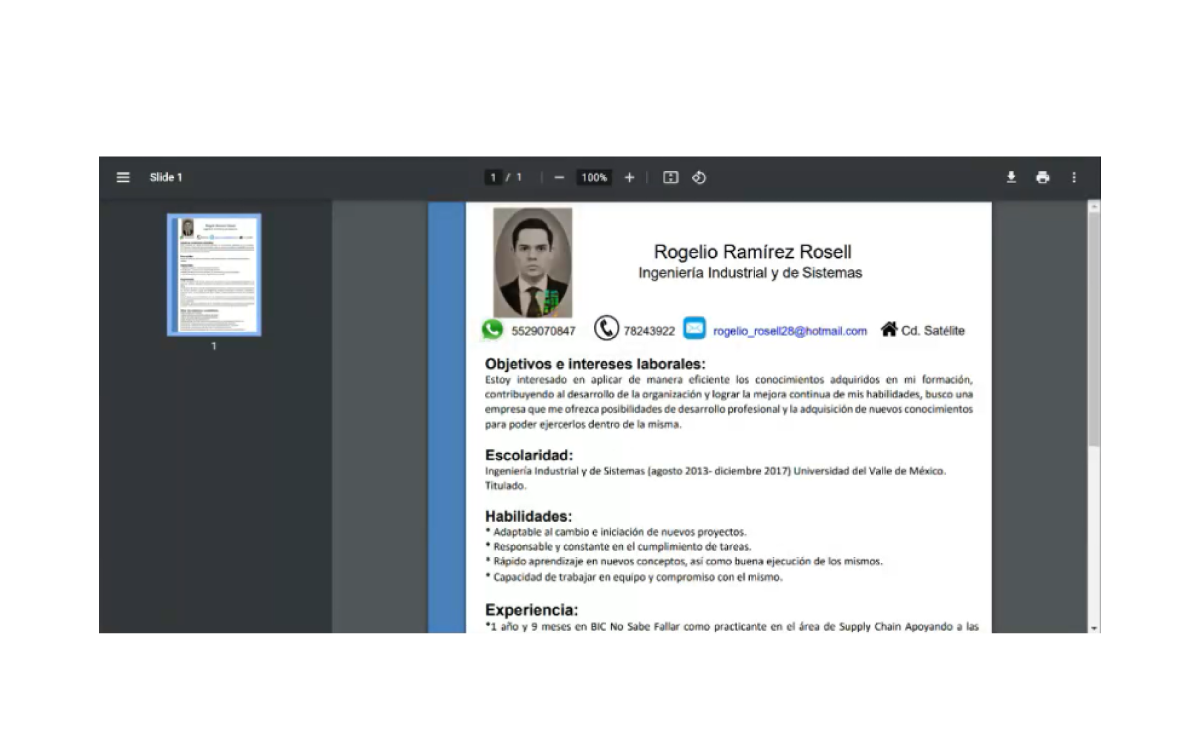 Slide 1
1 / 1
100%
Rogelio Ramírez Rosell
Ingeniería Industrial y de Sistemas
5529070847 78243922 rogelio_rosell28@hotmail.com Cd. Satélite
Objetivos e intereses laborales:
Estoy interesado en aplicar de manera eficiente los conocimientos adquiridos en mi formación,
contribuyendo al desarrollo de la organización y lograr la mejora continua de mis habilidades, busco una
empresa que me ofrezca posibilidades de desarrollo profesional y la adquisición de nuevos conocimientos
para poder ejercerlos dentro de la misma.
Escolaridad:
Ingeniería Industrial y de Sistemas (agosto 2013- diciembre 2017) Universidad del Valle de México.
Titulado.
Habilidades:
* Adaptable al cambio e iniciación de nuevos proyectos.
* Responsable y constante en el cumplimiento de tareas.
* Rápido aprendizaje en nuevos conceptos, así como buena ejecución de los mismos.
* Capacidad de trabajar en equipo y compromiso con el mismo.
Experiencia:
*1 año y 9 meses en BIC No Sabe Fallar como practicante en el área de Supply Chain Apoyando a las
1